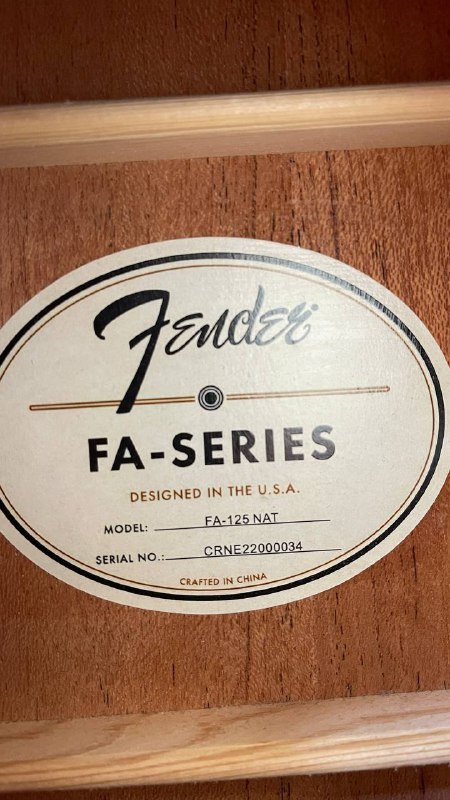 Fender
FA-SERIES
DESIGNED IN THE U.S.A.
MODEL: FA-125 NAT
SERIAL NO.: CRNE22000034
CRAFTED IN CHINA